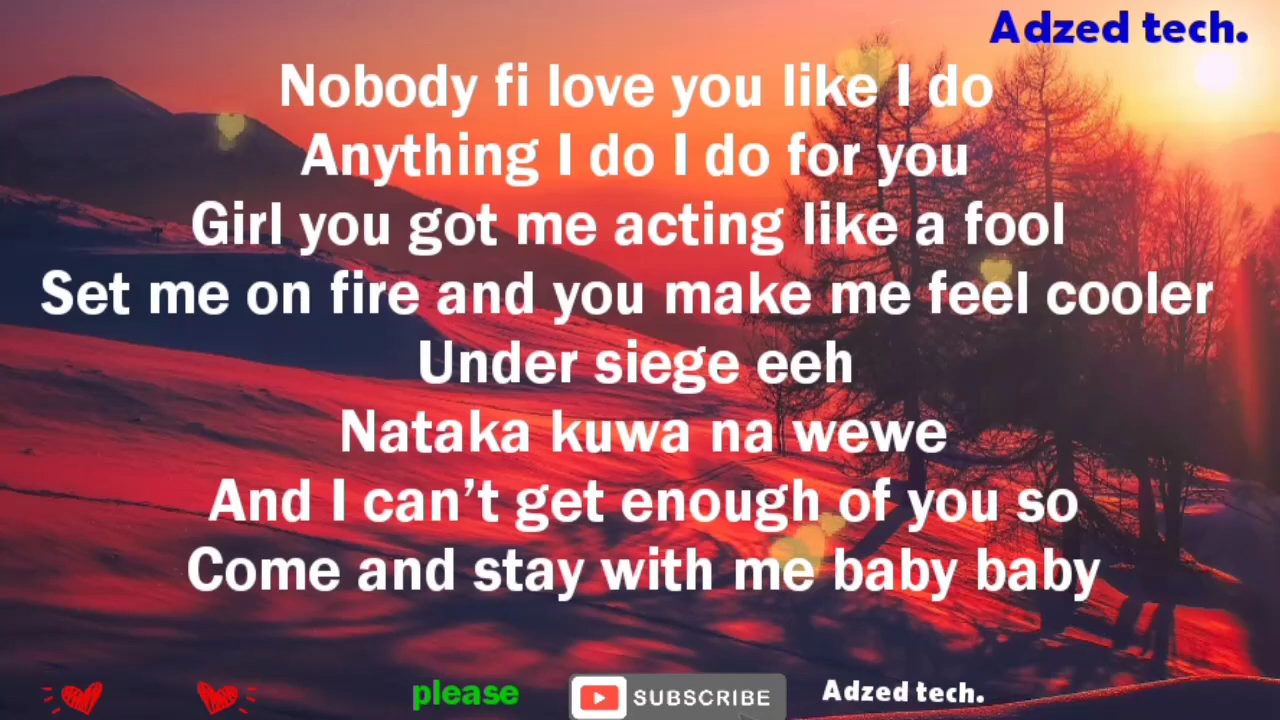 Adzed tech.
Nobody fi love you like I do
Anything I do I do for you
Girl you got me acting like a fool
Set me on fire and you make me feel cooler
Under siege eeh
Nataka kuwa na wewe
And I can’t get enough of you so
Come and stay with me baby baby
please SUBSCRIBE Adzed tech.